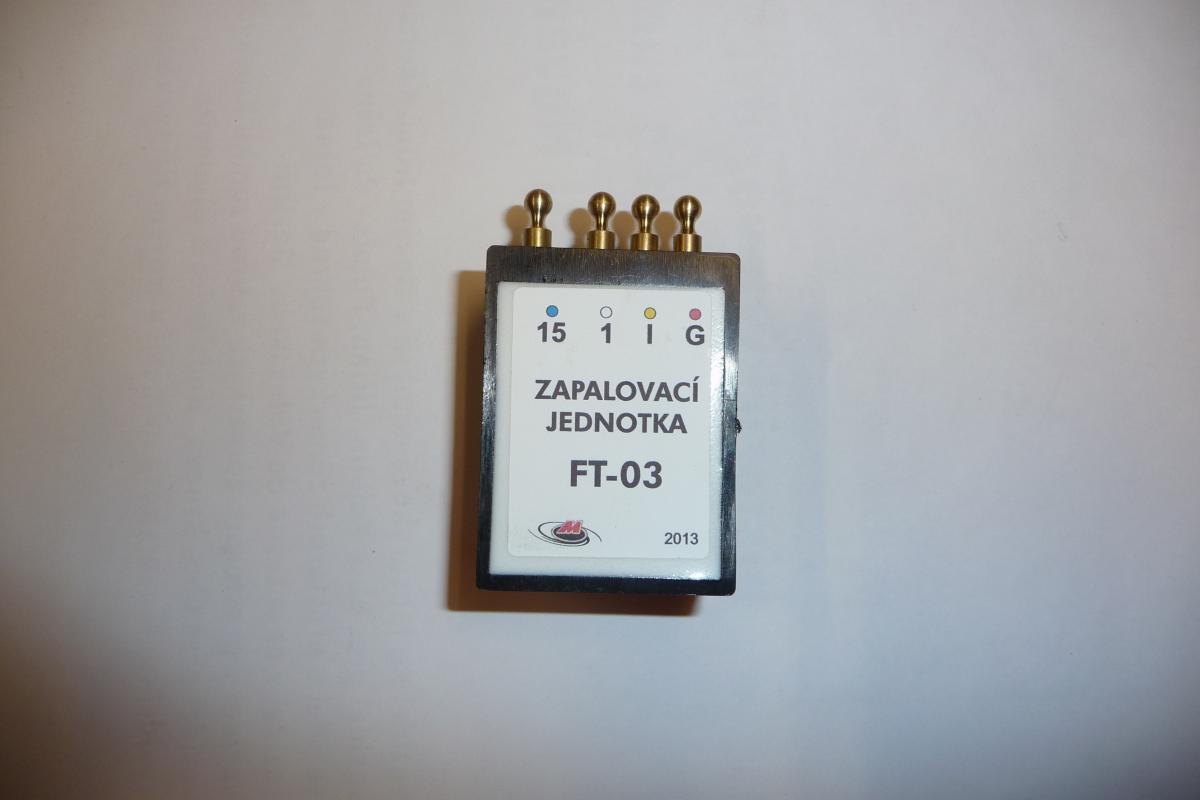 15 1 I G
ZAPALOVACÍ
JEDNOTKA
FT-03
M
2013